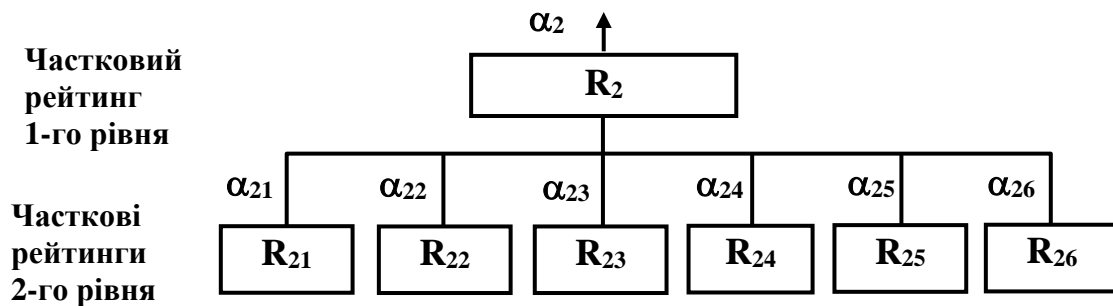 α₂
Частковий
рейтинг
1-го рівня
R₂
α₂₁ α₂₂ α₂₃ α₂₄ α₂₅ α₂₆
Часткові
рейтинги
2-го рівня
R₂₁ R₂₂ R₂₃ R₂₄ R₂₅ R₂₆